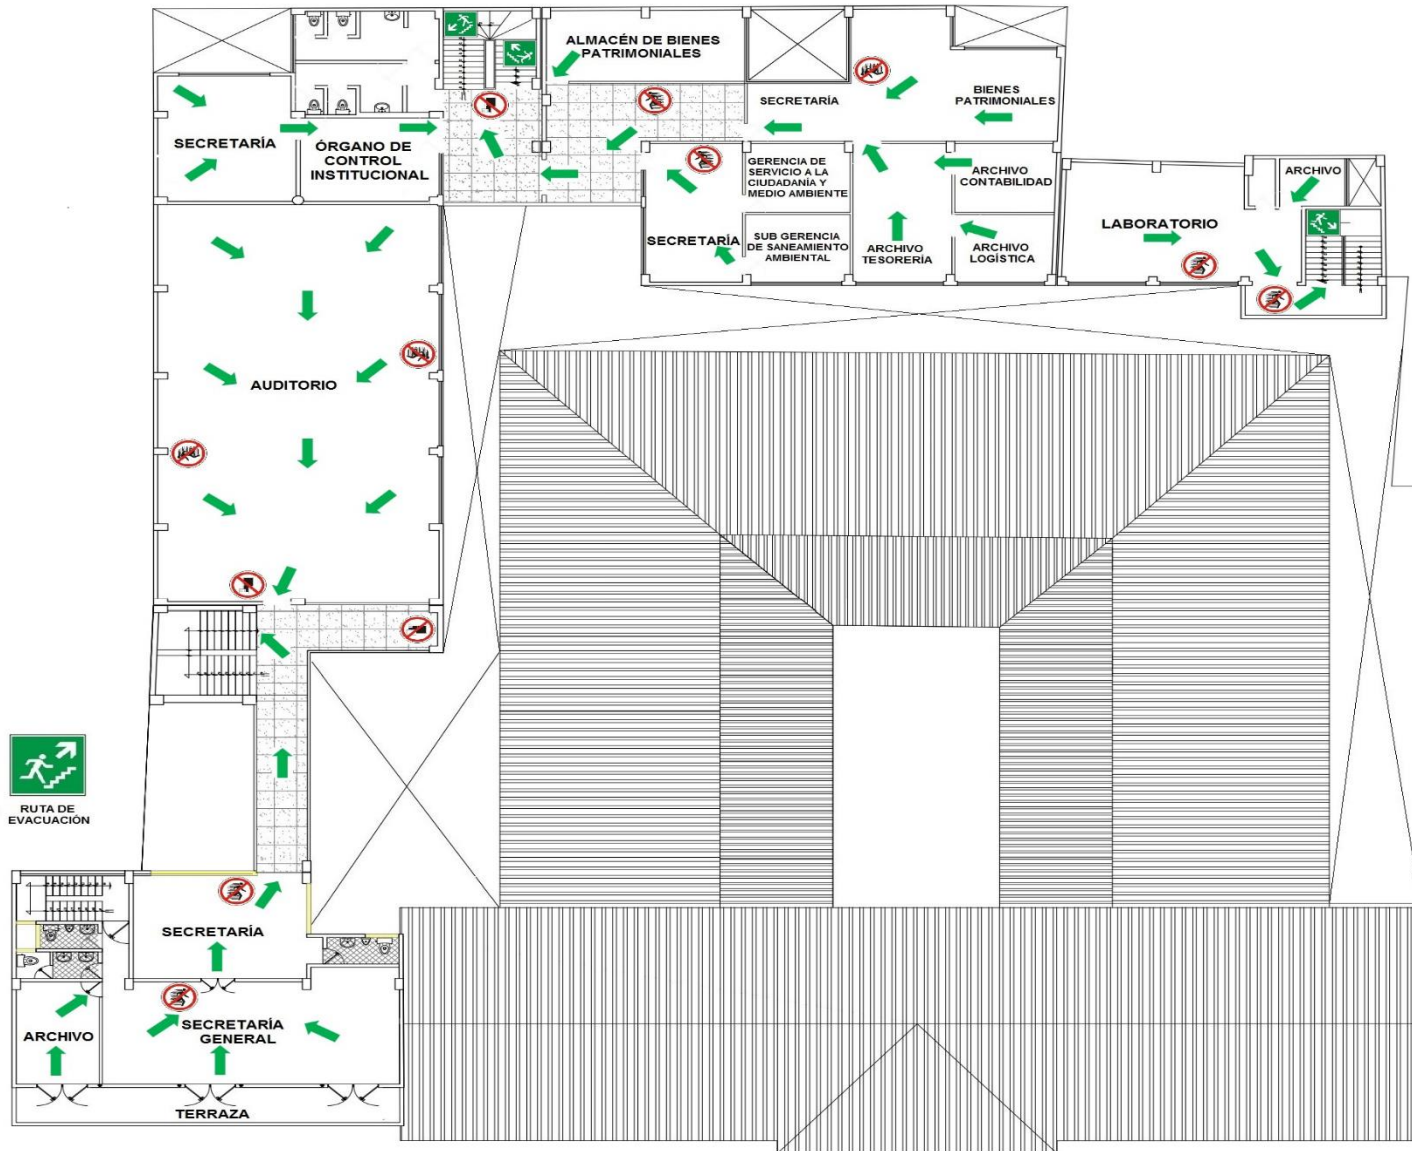 ALMACÉN DE BIENES
PATRIMONIALES
SECRETARÍA
BIENES
PATRIMONIALES
SECRETARÍA
ÓRGANO DE
CONTROL
INSTITUCIONAL
GERENCIA DE
SERVICIO A LA
CIUDADANÍA Y
MEDIO AMBIENTE
ARCHIVO
CONTABILIDAD
ARCHIVO
LABORATORIO
SECRETARÍA
SUB GERENCIA
DE SANEAMIENTO
AMBIENTAL
ARCHIVO
TESORERÍA
ARCHIVO
LOGÍSTICA
AUDITORIO
RUTA DE
EVACUACIÓN
SECRETARÍA
ARCHIVO
SECRETARÍA
GENERAL
TERRAZA